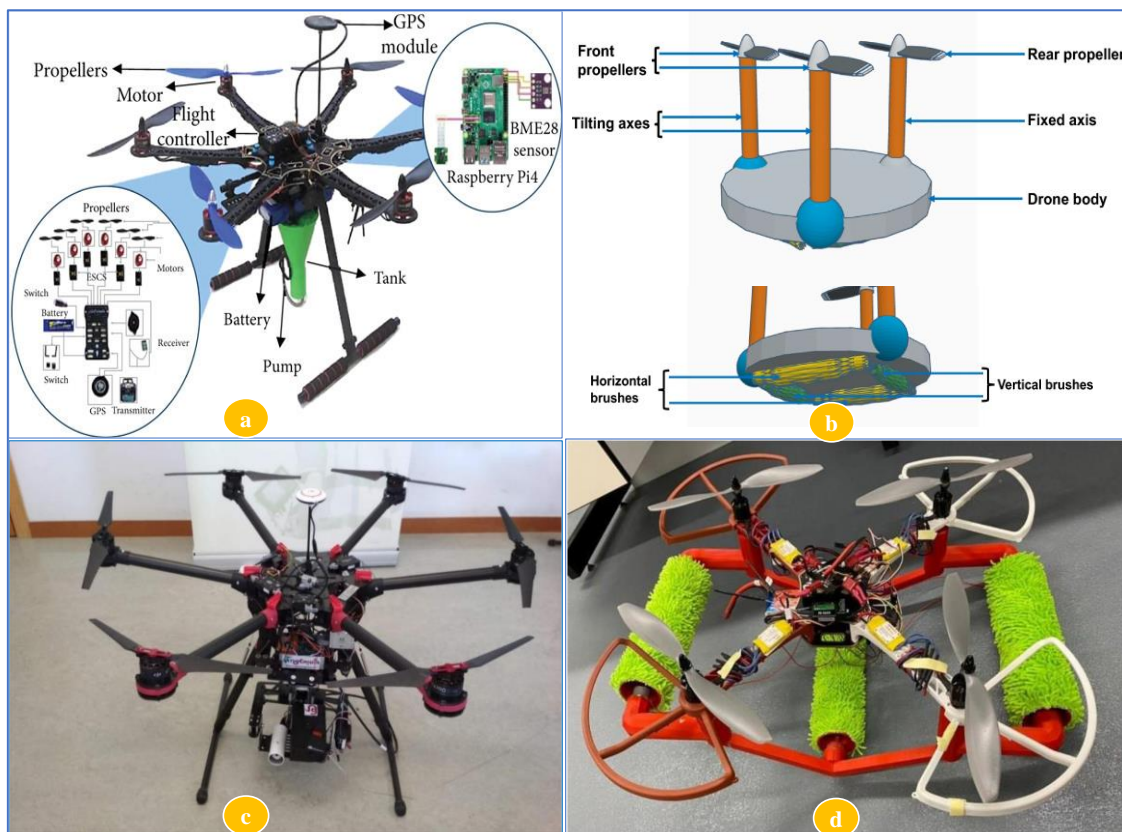 GPS
module
Propellers
Motor
Flight
controller
BME28
sensor
Raspberry Pi4
Propellers
Motors
ESCS
Switch
Battery
Receiver
Switch
GPS
Transmitter
Tank
Battery
Pump
a
Front
propellers
Rear propeller
Tilting axes
Fixed axis
Drone body
Horizontal
brushes
Vertical brushes
b
c
d